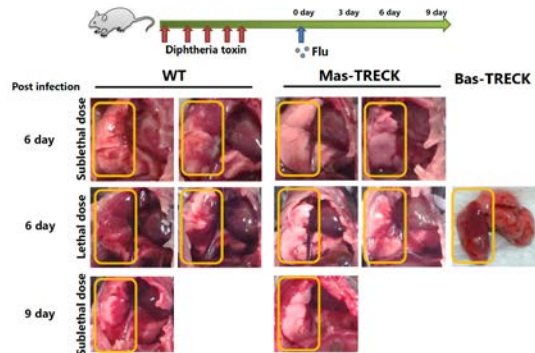 0 day 3 day 6 day 9 day
Diphtheria toxin
Flu
WT Mas-TRECK Bas-TRECK
Post infection
6 day
Sublethal dose
6 day
Lethal dose
9 day
Sublethal dose